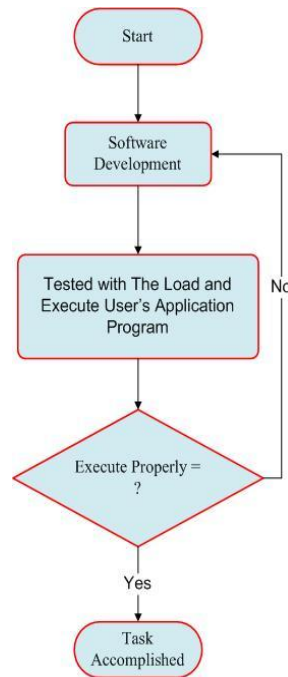 Start
Software
Development
Tested with The Load and
Execute User's Application
Program
No
Execute Properly =
?
Yes
Task
Accomplished